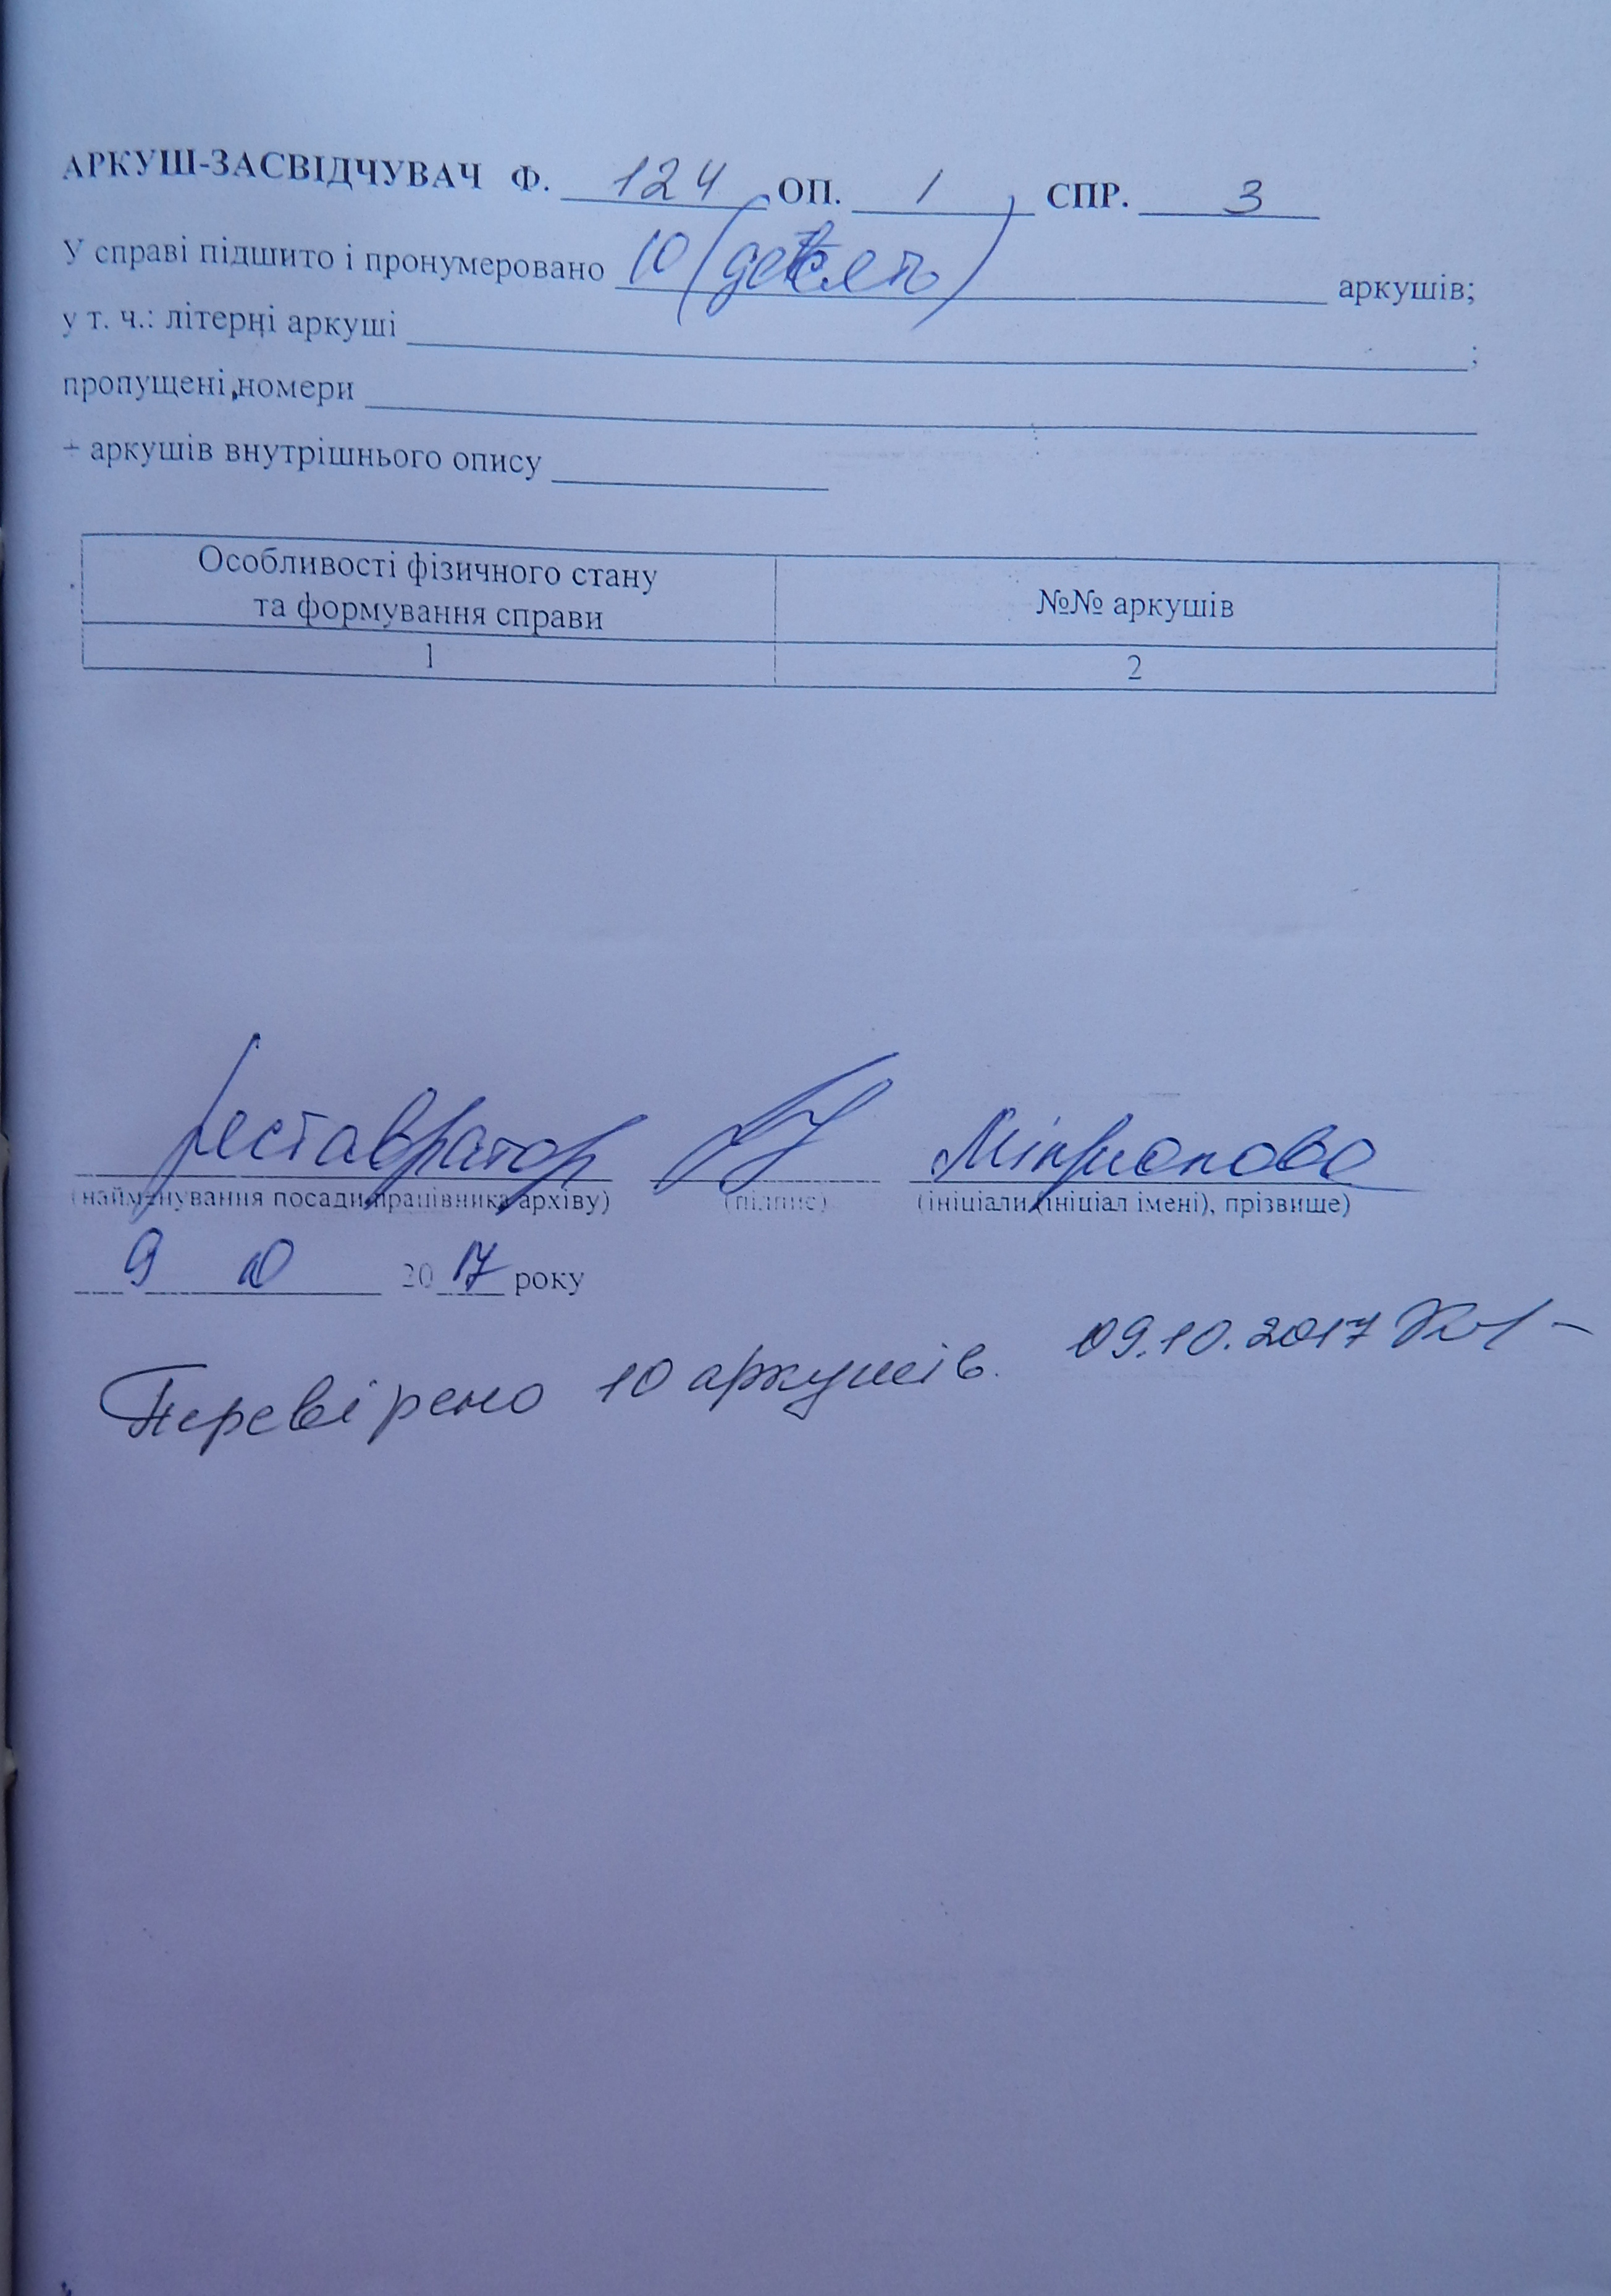 АРКУШ-ЗАСВІДЧУВАЧ Ф. 124 ОП. 1 СПР. 3
У справі підшито і пронумеровано 10 (десять) аркушів;
у т. ч.: літерні аркуші ;
пропущені номери
+ аркушів внутрішнього опису
Особливості фізичного стану
та формування справи
№№ аркушів
1 2
реставратор
(найменування посади працівника архіву) (підпис) (ініціали (ініціал імені), прізвище)
9 10 2017 року
Перевірено 10 аркушів. 09.10.2017